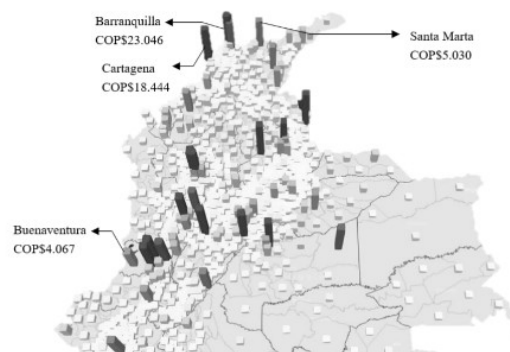 Barranquilla
COP$23.046
Santa Marta
COP$5.030
Cartagena
COP$18.444
Buenaventura
COP$4.067